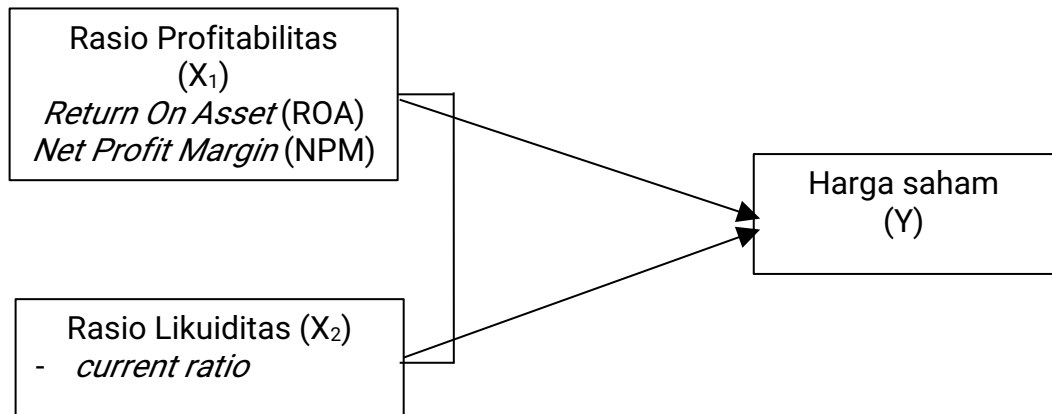 Rasio Profitabilitas
(X₁)
Return On Asset (ROA)
Net Profit Margin (NPM)
Harga saham
(Y)
Rasio Likuiditas (X₂)
- current ratio